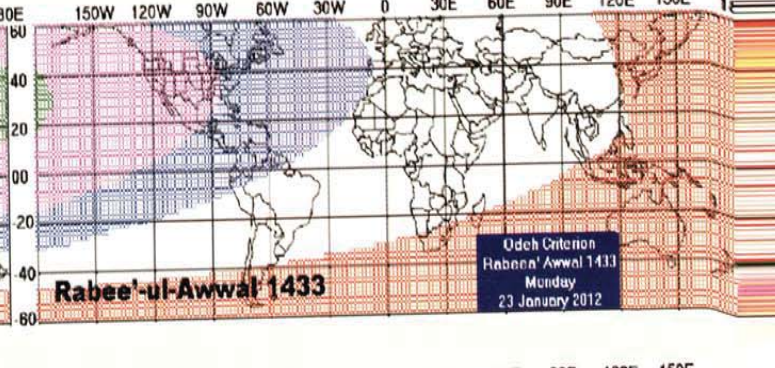 150W 120W 90W 60W 30W 0 30E 60E 90E 120E 150E
60
40
20
00
-20
-40
-60
Odeh Criterion
Rabeea' Awwal 1433
Monday
23 January 2012
Rabee'-ul-Awwal 1433